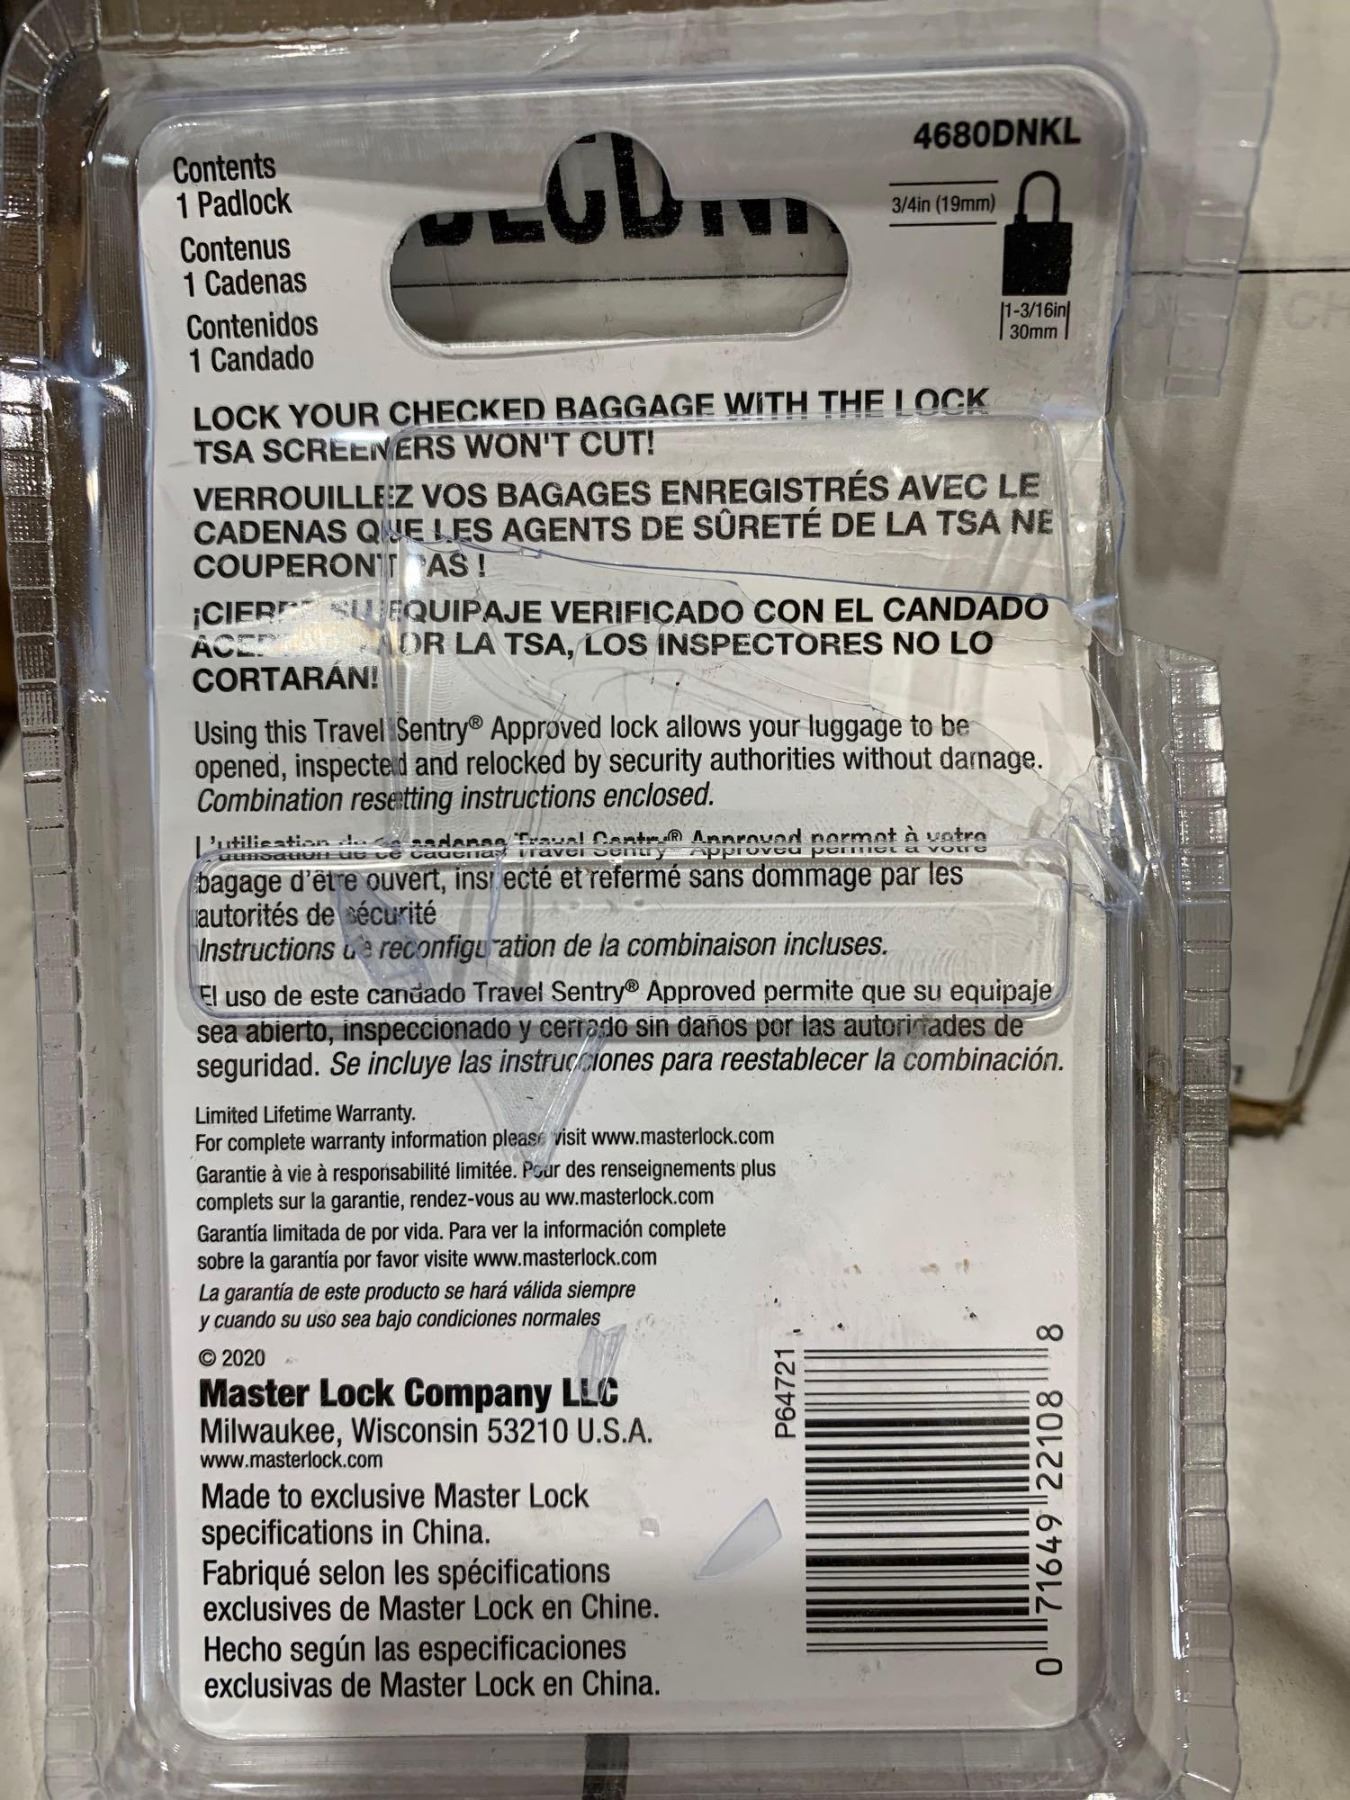 4680DNKL
Contents
1 Padlock
Contenus
1 Cadenas
Contenidos
1 Candado
3/4in (19mm)
1-3/16in
30mm
LOCK YOUR CHECKED BAGGAGE WITH THE LOCK
TSA SCREENERS WON'T CUT!
VERROUILLEZ VOS BAGAGES ENREGISTRÉS AVEC LE
CADENAS QUE LES AGENTS DE SÛRETÉ DE LA TSA NE
COUPERONT PAS !
SU EQUIPAJE VERIFICADO CON EL CANDADO
LA TSA, LOS INSPECTORES NO LO
CORTARÁN!
Using this Travel Sentry® Approved lock allows your luggage to be
opened, inspected and relocked by security authorities without damage.
Combination resetting instructions enclosed.
L'utilisation de ce cadenas Travel Sentry® Approved permet à votre
bagage d'être ouvert, inspecté et refermé sans dommage par les
autorités de sécurité
Instructions de reconfiguration de la combinaison incluses.
El uso de este candado Travel Sentry® Approved permite que su equipaje
sea abierto, inspeccionado y cerrado sin daños por las autoridades de
seguridad. Se incluye las instrucciones para reestablecer la combinación.
Limited Lifetime Warranty.
For complete warranty information please visit www.masterlock.com
Garantie à vie à responsabilité limitée. Pour des renseignements plus
complets sur la garantie, rendez-vous au ww.masterlock.com
Garantía limitada de por vida. Para ver la información complete
sobre la garantía por favor visite www.masterlock.com
La garantía de este producto se hará válida siempre
y cuando su uso sea bajo condiciones normales
© 2020
Master Lock Company LLC
Milwaukee, Wisconsin 53210 U.S.A.
www.masterlock.com
Made to exclusive Master Lock
specifications in China.
Fabriqué selon les spécifications
exclusives de Master Lock en Chine.
Hecho según las especificaciones
exclusivas de Master Lock en China.
P64721
0 71649 22108 8